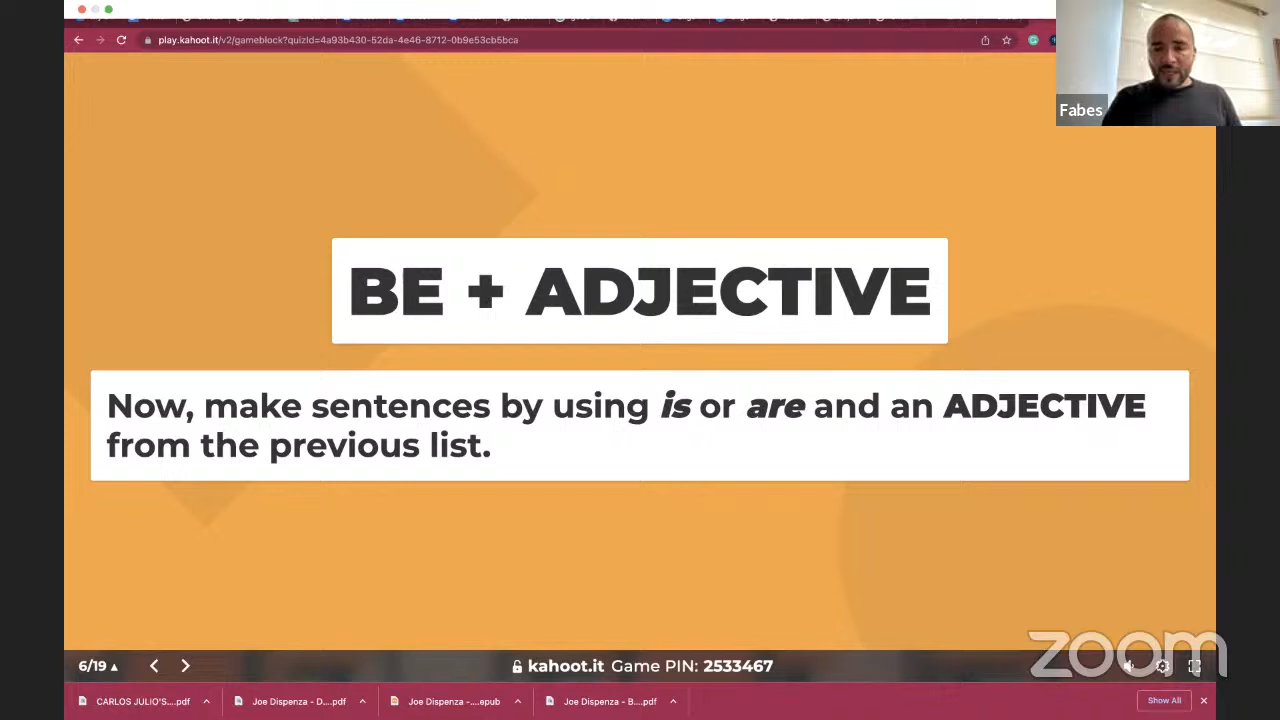 play.kahoot.it/v2/gameblock?quizId=4a93b430-52da-4e46-8712-0b9e53cb5bca
Fabes
BE + ADJECTIVE
Now, make sentences by using is or are and an ADJECTIVE
from the previous list.
zoom
6/19
kahoot.it Game PIN: 2533467
CARLOS JULIO'S....pdf
Joe Dispenza - D....pdf
Joe Dispenza -....epub
Joe Dispenza - B....pdf
Show All